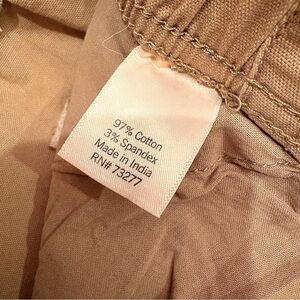 97% Cotton
3% Spandex
Made in India
RN# 73277